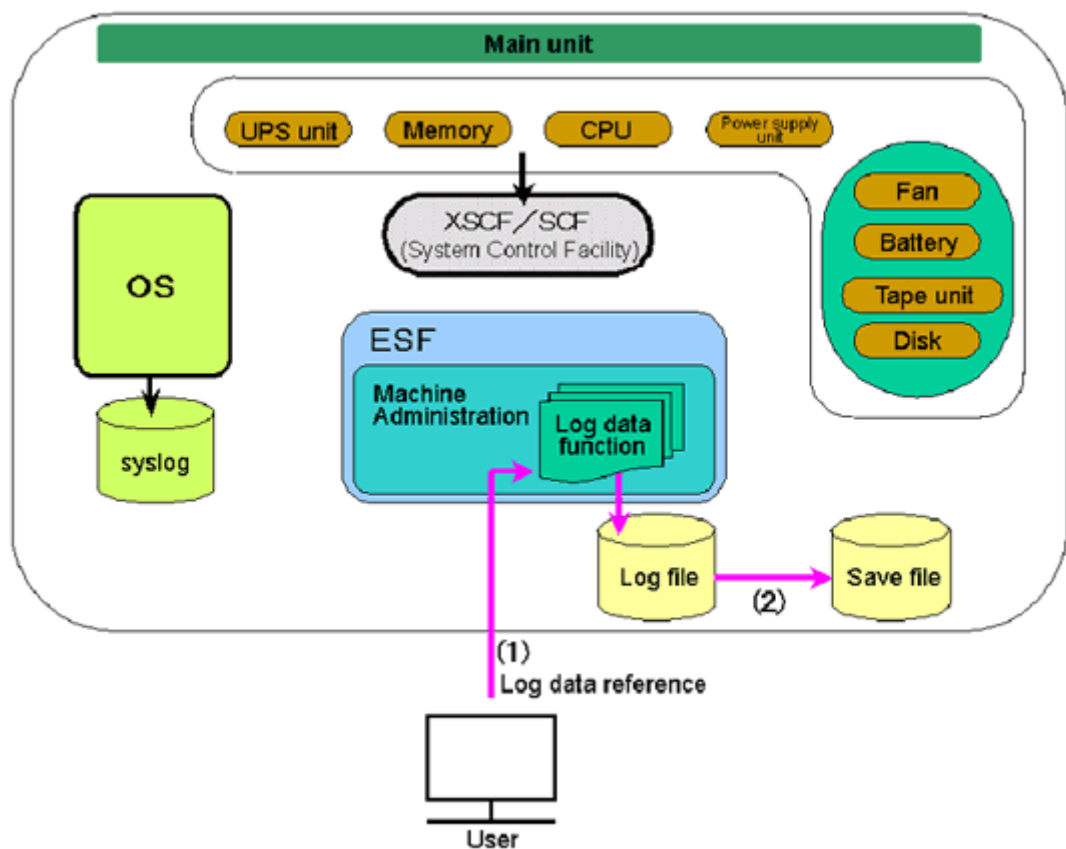 Main unit
UPS unit
Memory
CPU
Power supply
unit
Fan
Battery
Tape unit
Disk
XSCF／SCF
(System Control Facility)
OS
syslog
ESF
Machine
Administration
Log data
function
Log file
Save file
(2)
(1)
Log data reference
User